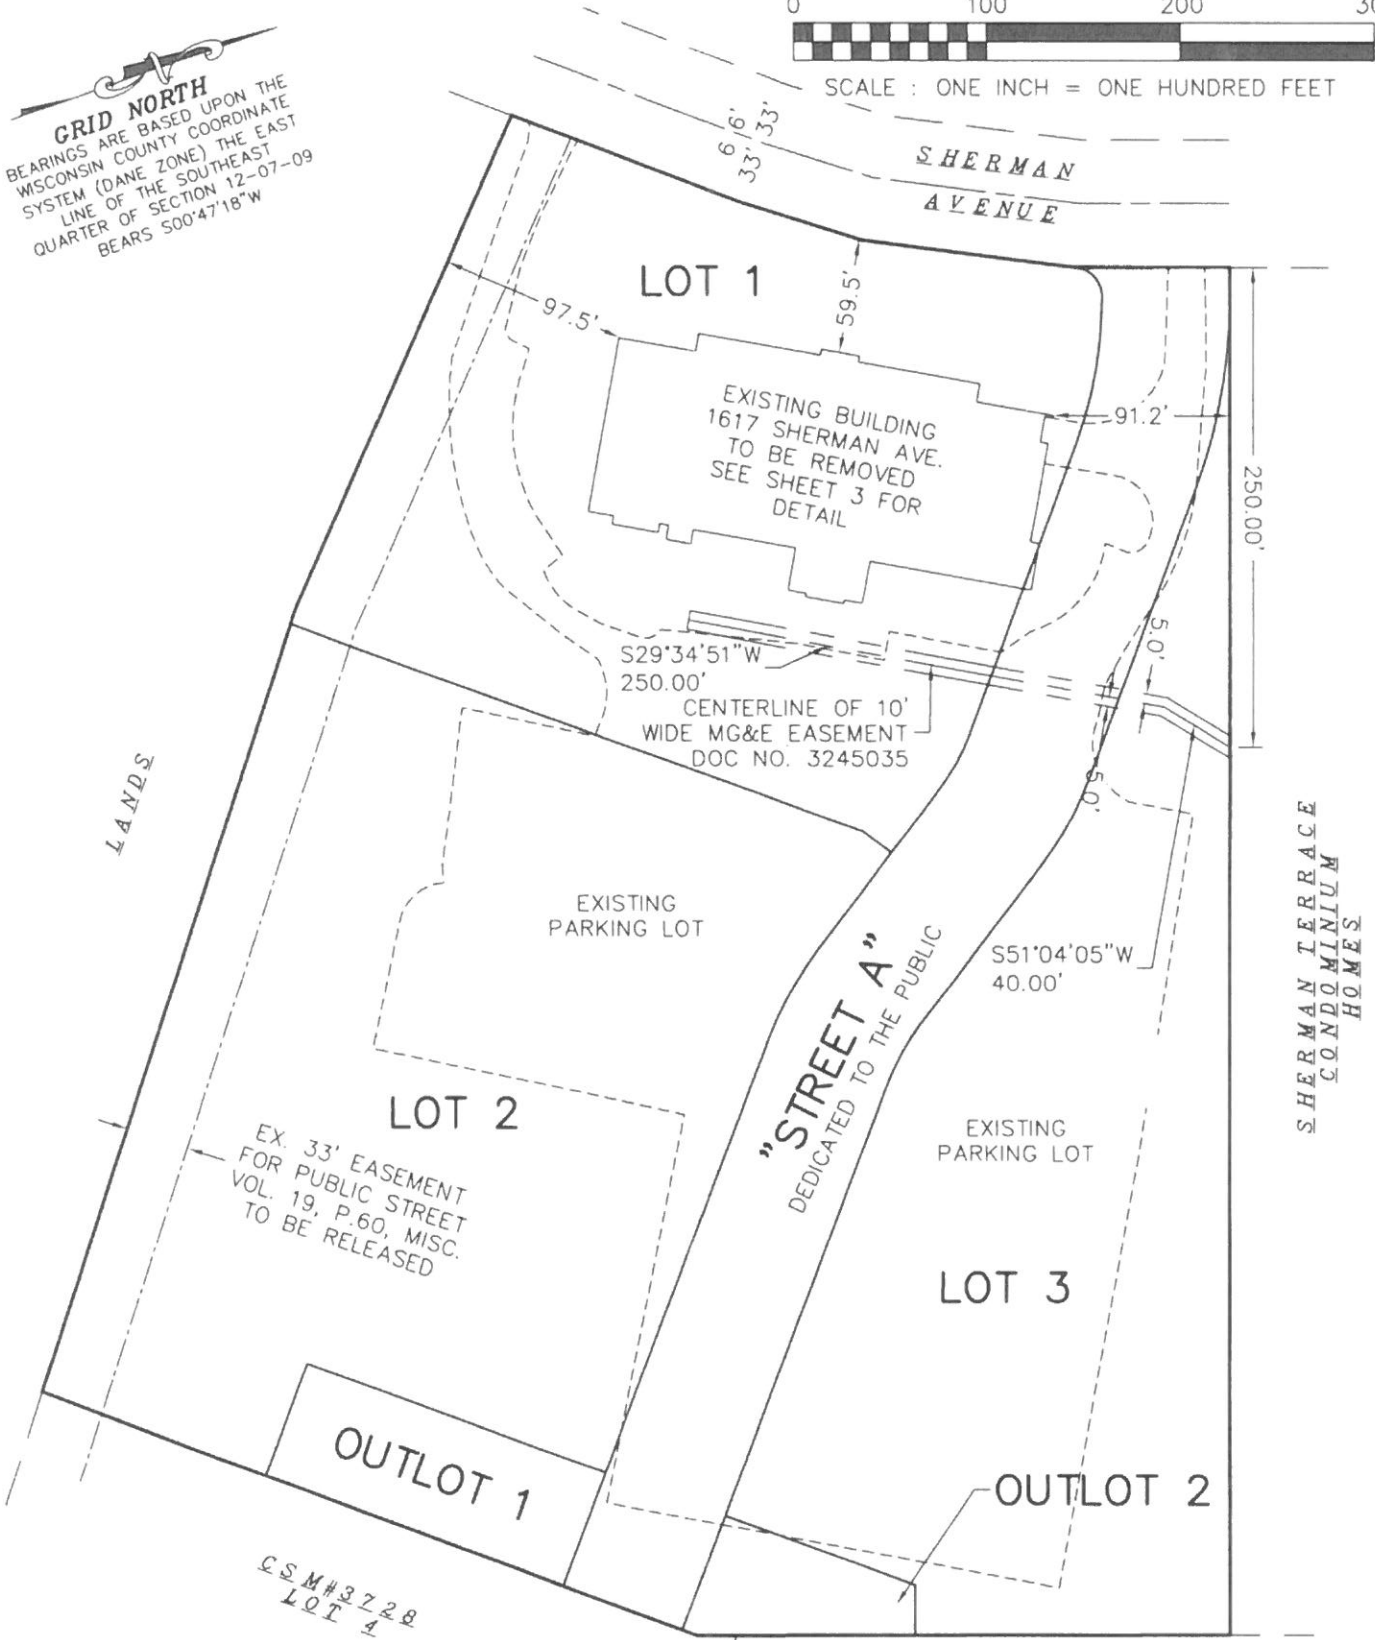 0 100 200
SCALE : ONE INCH = ONE HUNDRED FEET
N
GRID NORTH
BEARINGS ARE BASED UPON THE
WISCONSIN COUNTY COORDINATE
SYSTEM (DANE ZONE) THE EAST
LINE OF THE SOUTHEAST
QUARTER OF SECTION 12-07-09
BEARS S00°47'18"W
6' 6' 33'
33'
SHERMAN
AVENUE
LOT 1
97.5'
59.5'
91.2'
250.00'
EXISTING BUILDING
1617 SHERMAN AVE.
TO BE REMOVED
SEE SHEET 3 FOR
DETAIL
5.0'
S29°34'51"W
250.00'
CENTERLINE OF 10'
WIDE MG&E EASEMENT
DOC NO. 3245035
5.0'
LANDS
EXISTING
PARKING LOT
"STREET A"
DEDICATED TO THE PUBLIC
S51°04'05"W
40.00'
SHERMAN TERRACE
CONDOMINIUM
HOMES
LOT 2
EX. 33' EASEMENT
FOR PUBLIC STREET
VOL. 19, P.60, MISC.
TO BE RELEASED
EXISTING
PARKING LOT
LOT 3
OUTLOT 1
OUTLOT 2
CSM#3728
LOT 4